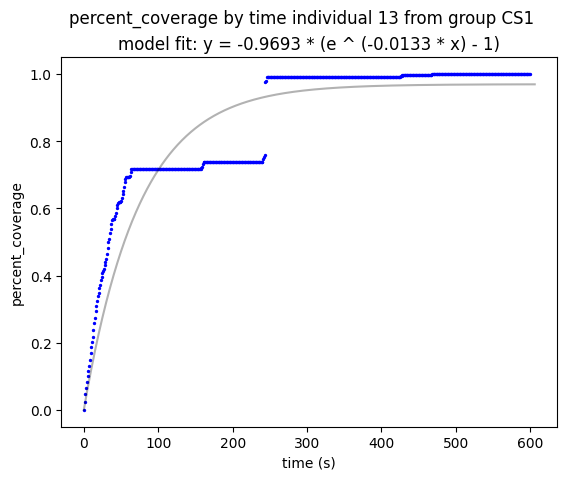 percent_coverage by time individual 13 from group CS1
model fit: y = -0.9693 * (e ^ (-0.0133 * x) - 1)
1.0
0.8
0.6
0.4
0.2
0.0
percent_coverage
0 100 200 300 400 500 600
time (s)